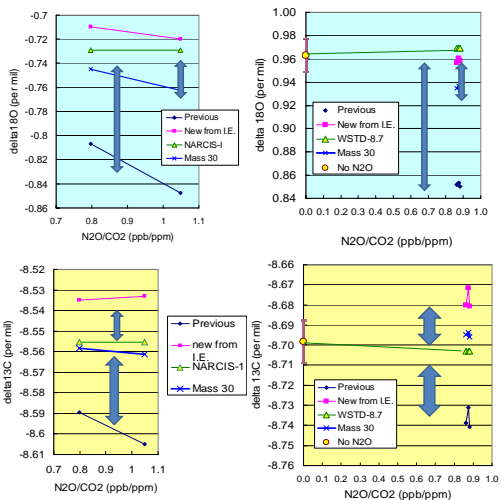 delta18O (per mil)
-0.7
-0.72
-0.74
-0.76
-0.78
-0.8
-0.82
-0.84
-0.86
0.7 0.8 0.9 1 1.1
N2O/CO2 (ppb/ppm)
Previous
New from I.E.
NARCIS-I
Mass 30
delta 18O (per mil)
1.00
0.98
0.96
0.94
0.92
0.90
0.88
0.86
0.84
0.0 0.1 0.2 0.3 0.4 0.5 0.6 0.7 0.8 0.9 1.0
N2O/CO2 (ppb/ppm)
Previous
New from I.E.
WSTD-8.7
Mass 30
No N2O
delta13C (per mil)
-8.52
-8.53
-8.54
-8.55
-8.56
-8.57
-8.58
-8.59
-8.6
-8.61
0.7 0.8 0.9 1 1.1
N2O/CO2 (ppb/ppm)
Previous
new from
I.E.
NARCIS-1
Mass 30
delta 13C (per mil)
-8.66
-8.67
-8.68
-8.69
-8.70
-8.71
-8.72
-8.73
-8.74
-8.75
-8.76
0.0 0.1 0.2 0.3 0.4 0.5 0.6 0.7 0.8 0.9 1.0
N2O/CO2 (ppb/ppm)
Previous
New from I.E.
WSTD-8.7
Mass 30
No N2O